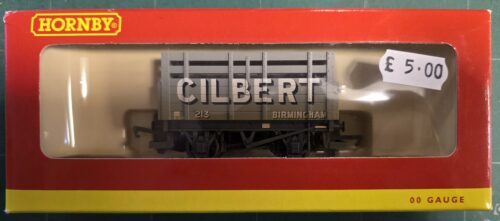 HORNBY
£ 5.00
CILBERT
213 BIRMINGHAM
00 GAUGE